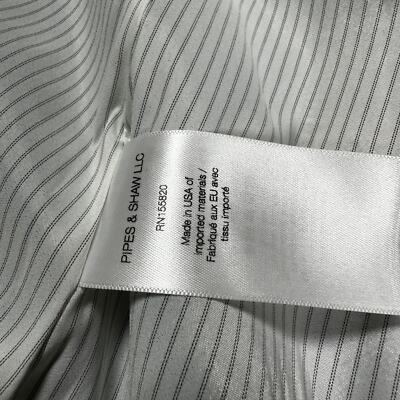 PIPES & SHAW LLC
RN155820
Made in USA of
imported materials /
Fabriqué aux EU avec
tissu importé